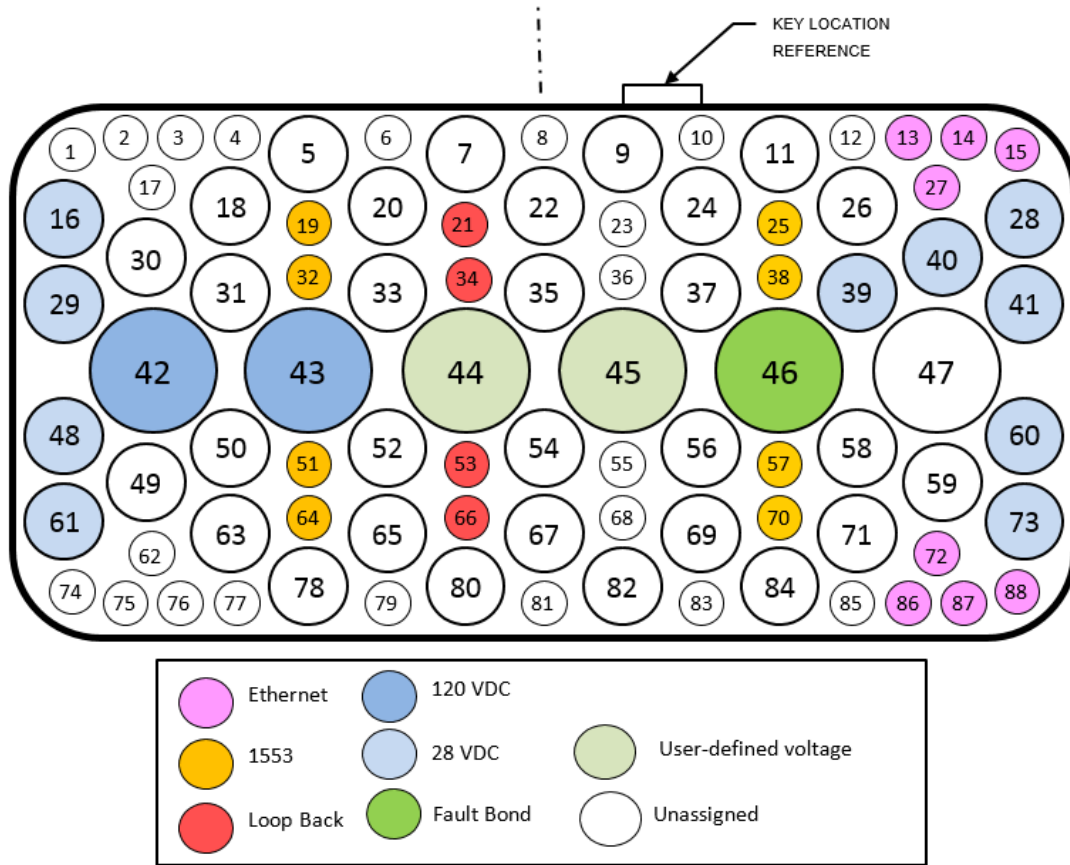 KEY LOCATION
REFERENCE
1 2 3 4 5 6 7 8 9 10 11 12 13 14 15
16 17 18 19 20 21 22 23 24 25 26 27 28
29 30 31 32 33 34 35 36 37 38 39 40 41
42 43 44 45 46 47
48 49 50 51 52 53 54 55 56 57 58 59 60
61 62 63 64 65 66 67 68 69 70 71 72 73
74 75 76 77 78 79 80 81 82 83 84 85 86 87 88
Ethernet 120 VDC
1553 28 VDC User-defined voltage
Loop Back Fault Bond Unassigned